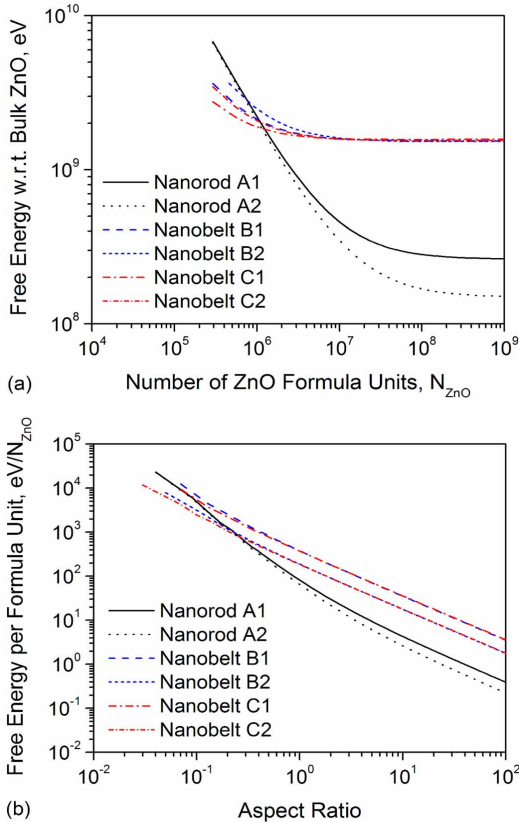 10^10
Free Energy w.r.t. Bulk ZnO, eV
10^9
Nanorod A1
Nanorod A2
Nanobelt B1
Nanobelt B2
Nanobelt C1
Nanobelt C2
10^8
10^4 10^5 10^6 10^7 10^8 10^9
(a) Number of ZnO Formula Units, N_ZnO
Free Energy per Formula Unit, eV/N_ZnO
10^5
10^4
10^3
10^2
10^1
10^0
10^-1
10^-2
Nanorod A1
Nanorod A2
Nanobelt B1
Nanobelt B2
Nanobelt C1
Nanobelt C2
10^-2 10^-1 10^0 10^1 10^2
(b) Aspect Ratio